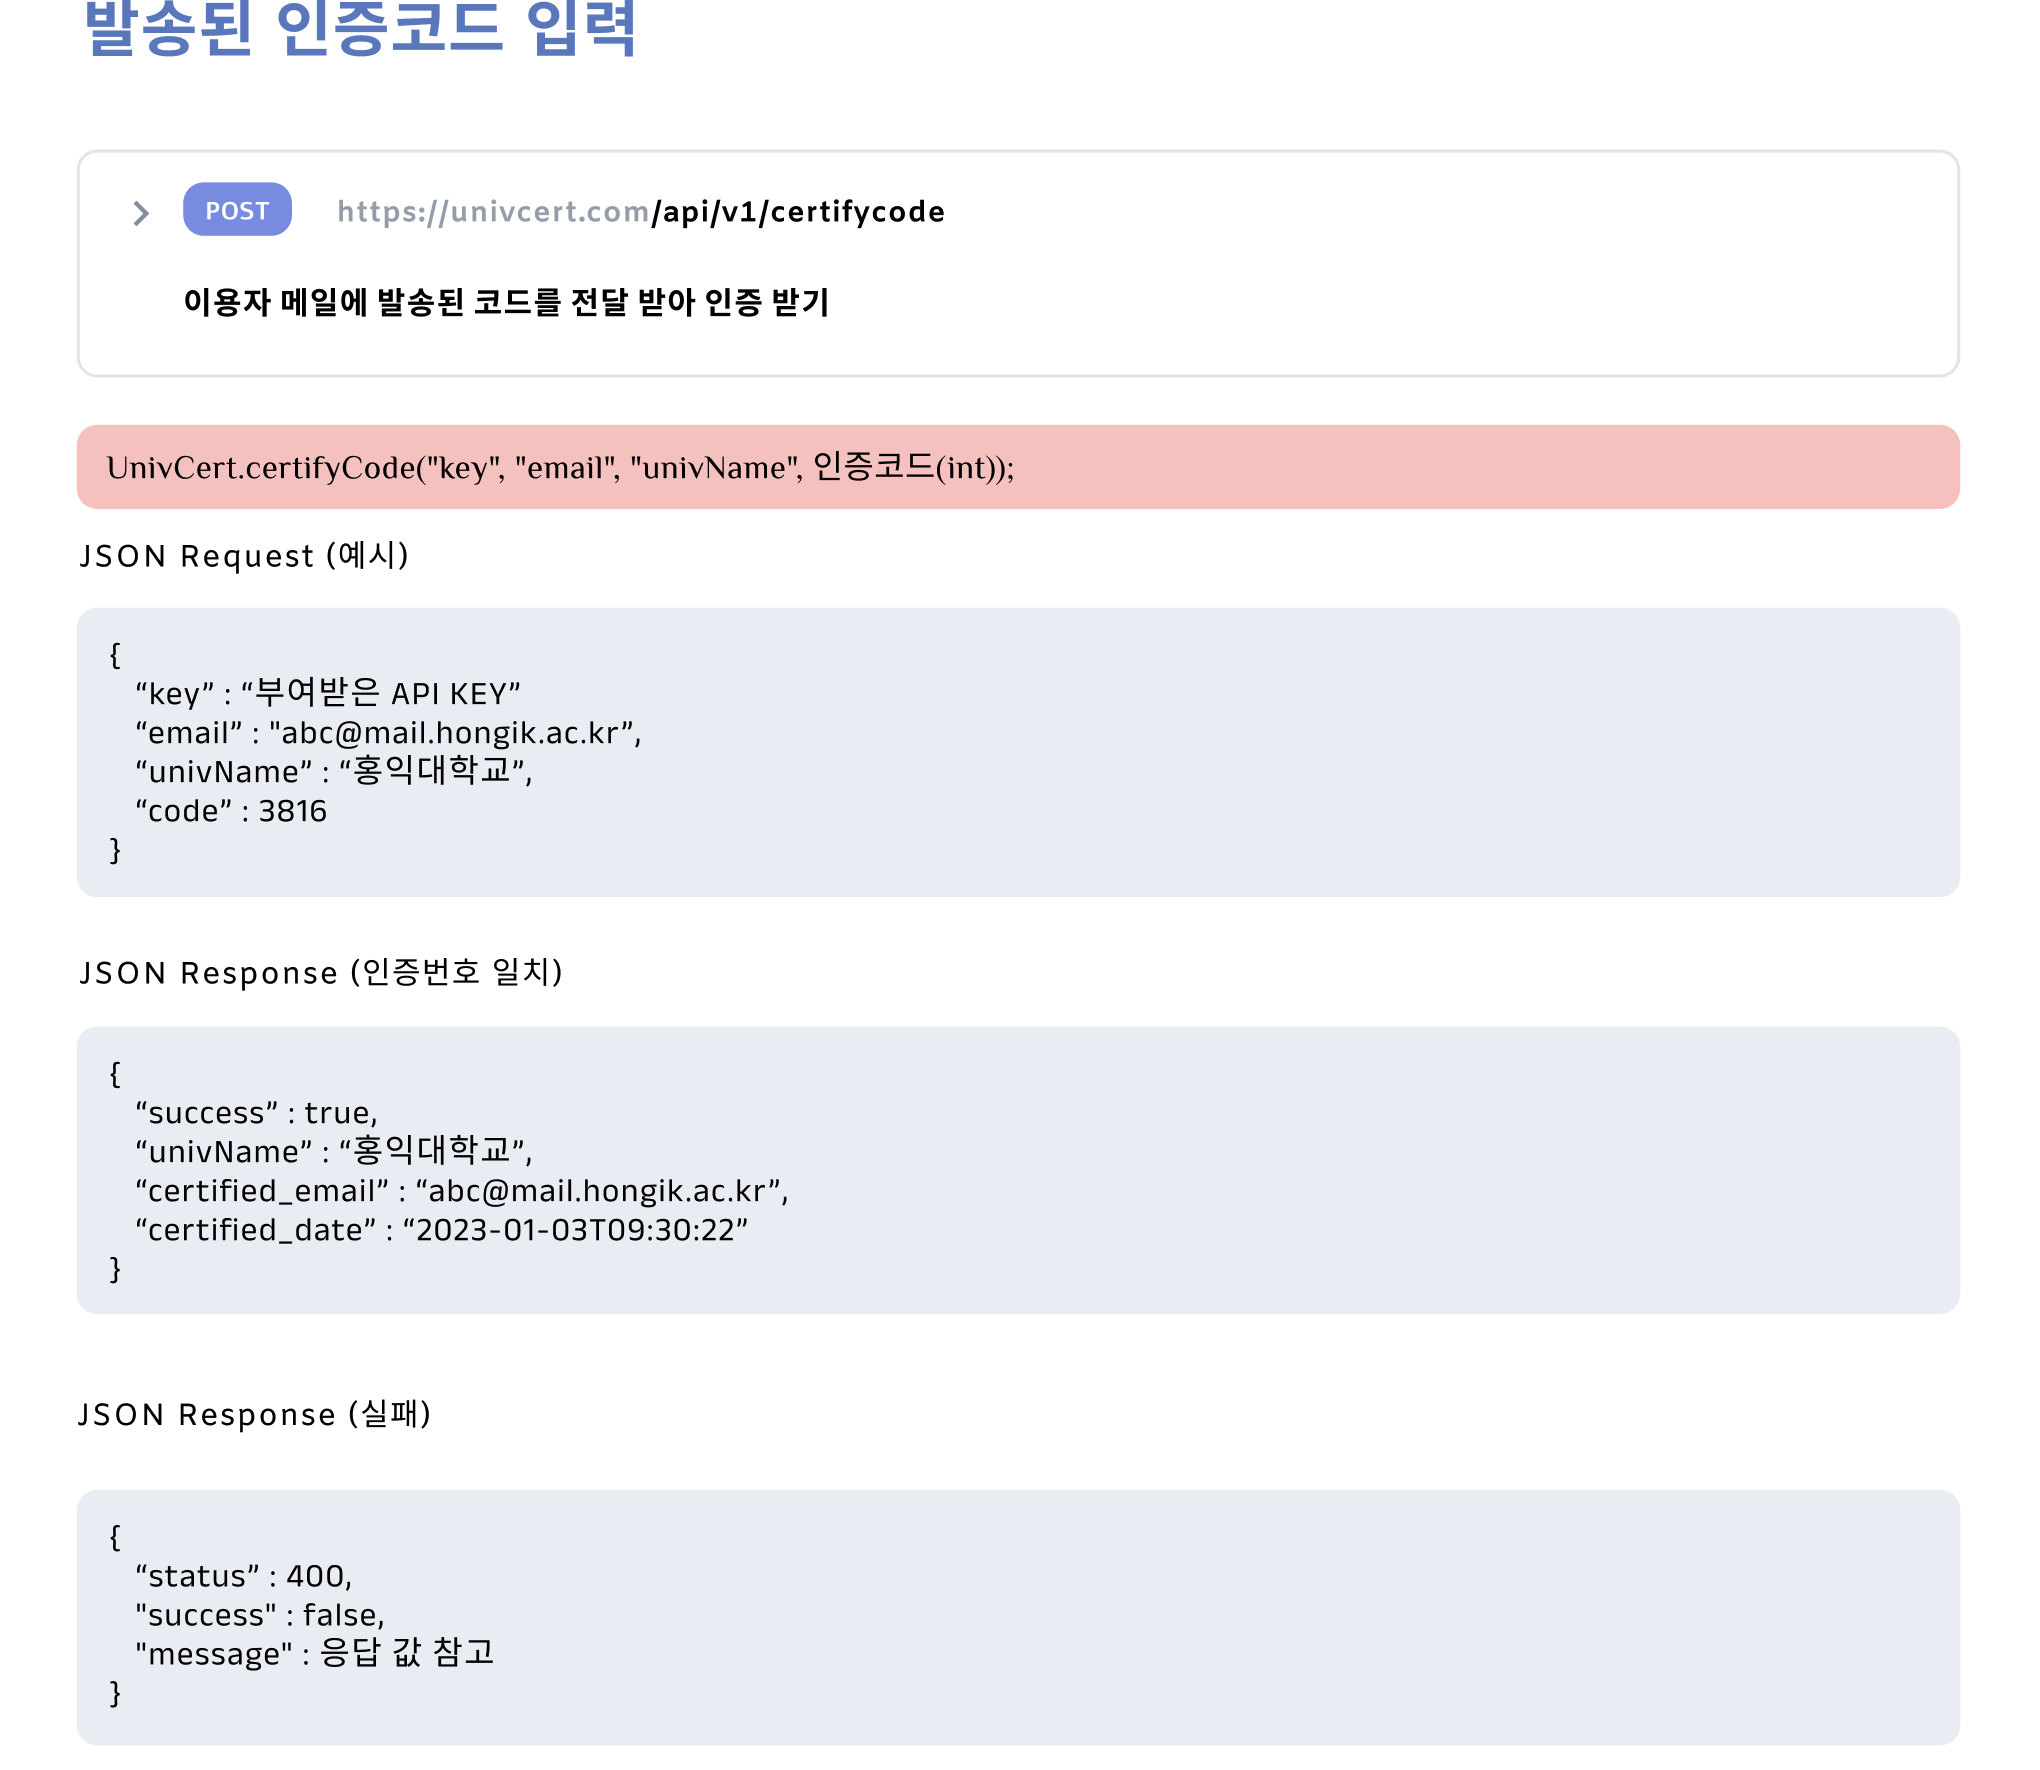 발송된 인증코드 입력
POST https://univcert.com/api/v1/certifycode
이용자 메일에 발송된 코드를 전달 받아 인증 받기
UnivCert.certifyCode("key", "email", "univName", 인증코드(int));
JSON Request (예시)
{
“key” : “부여받은 API KEY”
“email” : "abc@mail.hongik.ac.kr”,
“univName” : “홍익대학교”,
“code” : 3816
}
JSON Response (인증번호 일치)
{
“success” : true,
“univName” : “홍익대학교”,
“certified_email” : “abc@mail.hongik.ac.kr”,
“certified_date” : “2023-01-03T09:30:22”
}
JSON Response (실패)
{
“status” : 400,
"success" : false,
"message" : 응답 값 참고
}